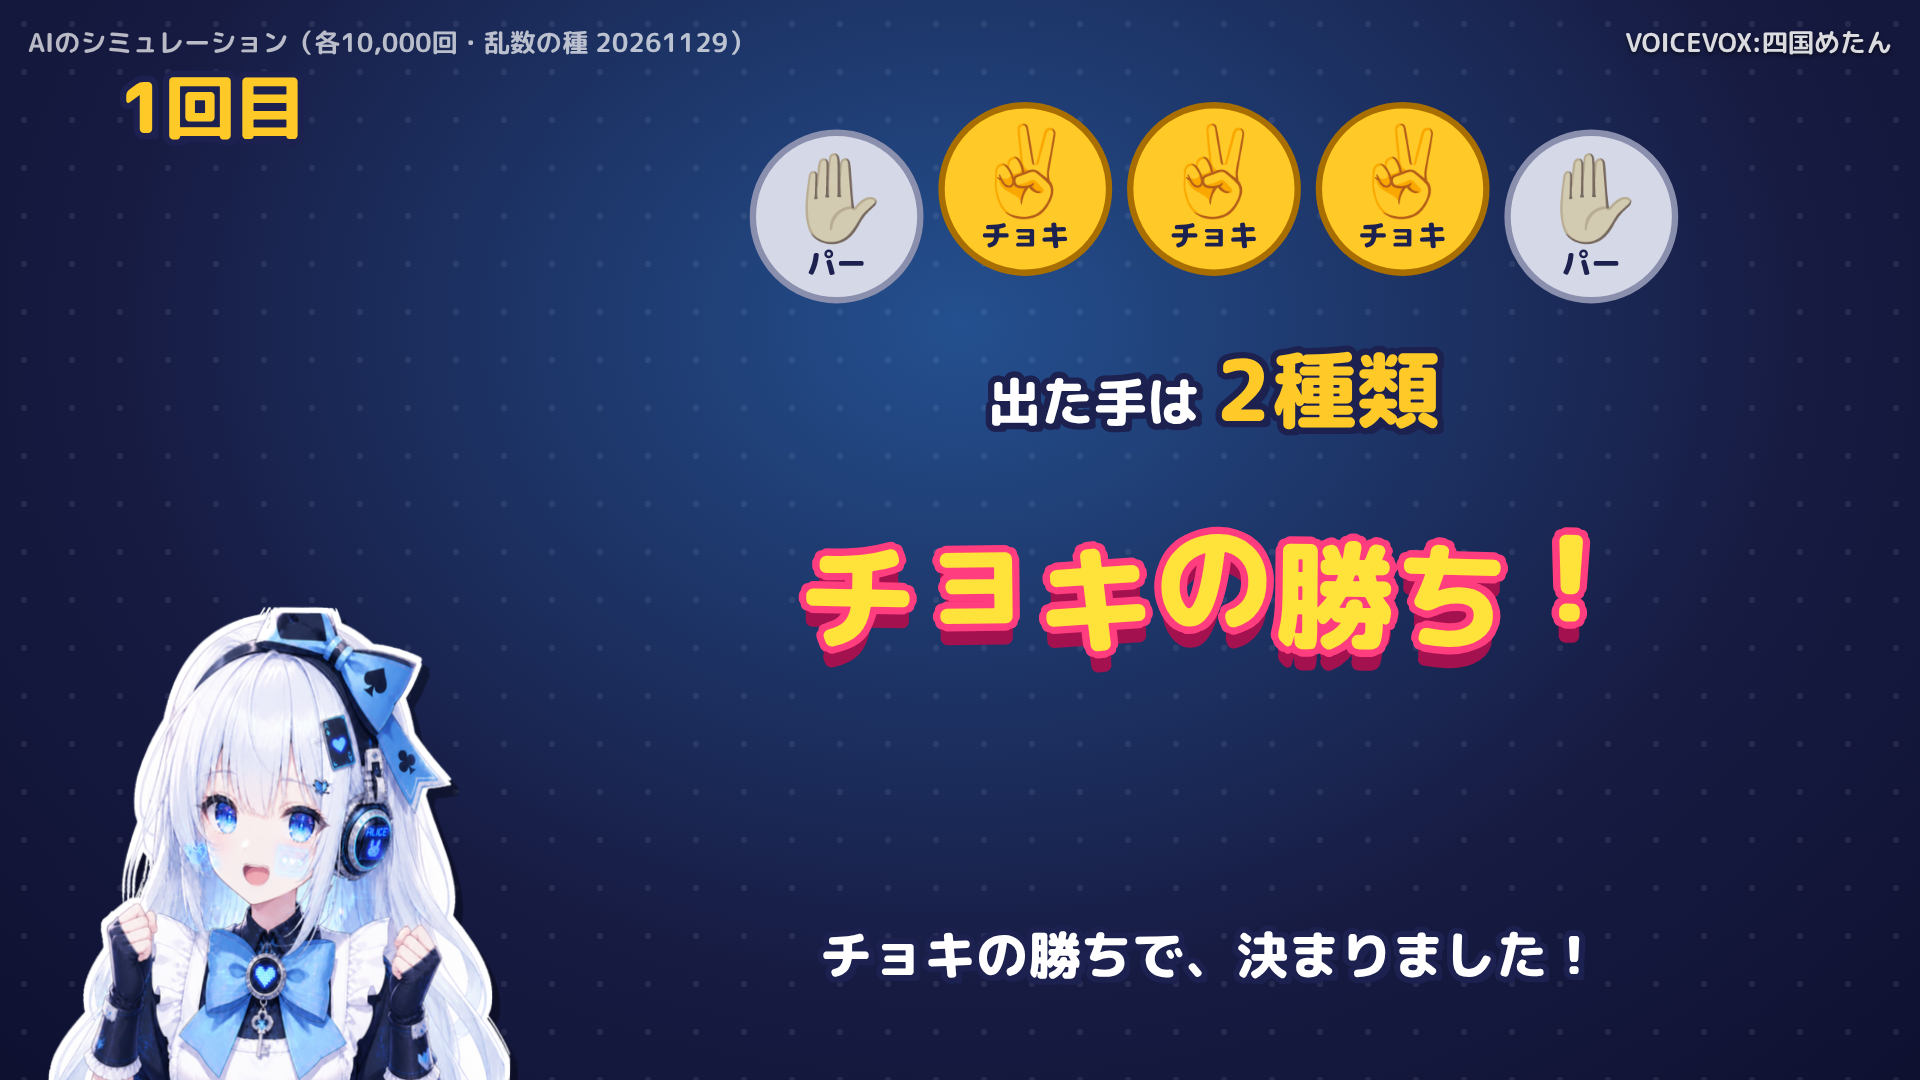 AIのシミュレーション（各10,000回・乱数の種 20261129）
VOICEVOX:四国めたん
1回目
パー チョキ チョキ チョキ パー
出た手は 2種類
チョキの勝ち！
ALICE
チョキの勝ちで、決まりました！